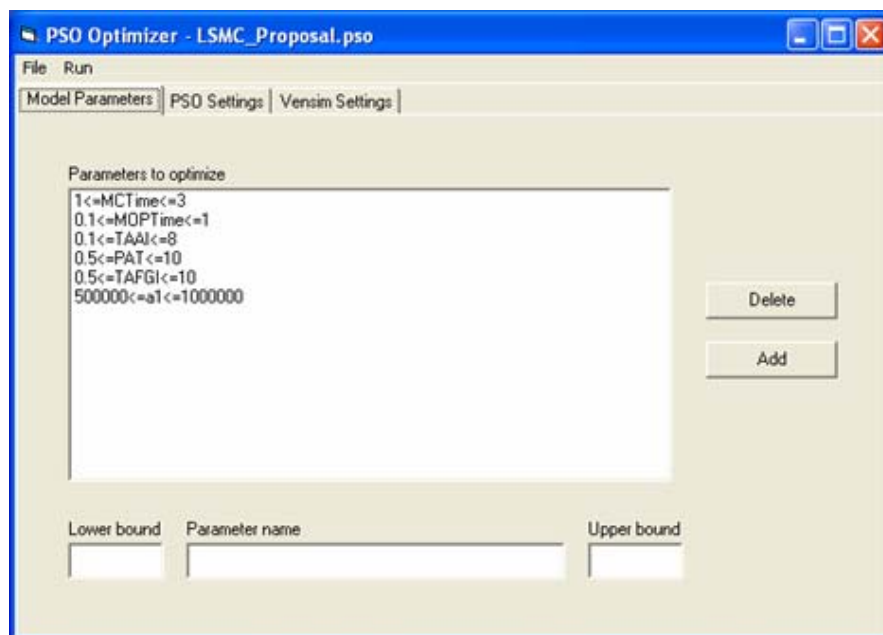 PSO Optimizer - LSMC_Proposal.pso
File Run
Model Parameters PSO Settings Vensim Settings
Parameters to optimize
1<=MCTime<=3
0.1<=MOPTime<=1
0.1<=TAAI<=8
0.5<=PAT<=10
0.5<=TAFGI<=10
500000<=a1<=1000000
Delete
Add
Lower bound Parameter name Upper bound